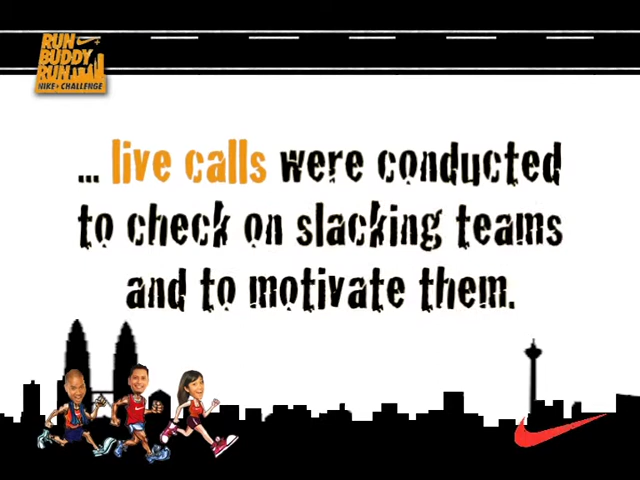 RUN
BUDDY
RUN
NIKE + CHALLENGE
... live calls were conducted
to check on slacking teams
and to motivate them.